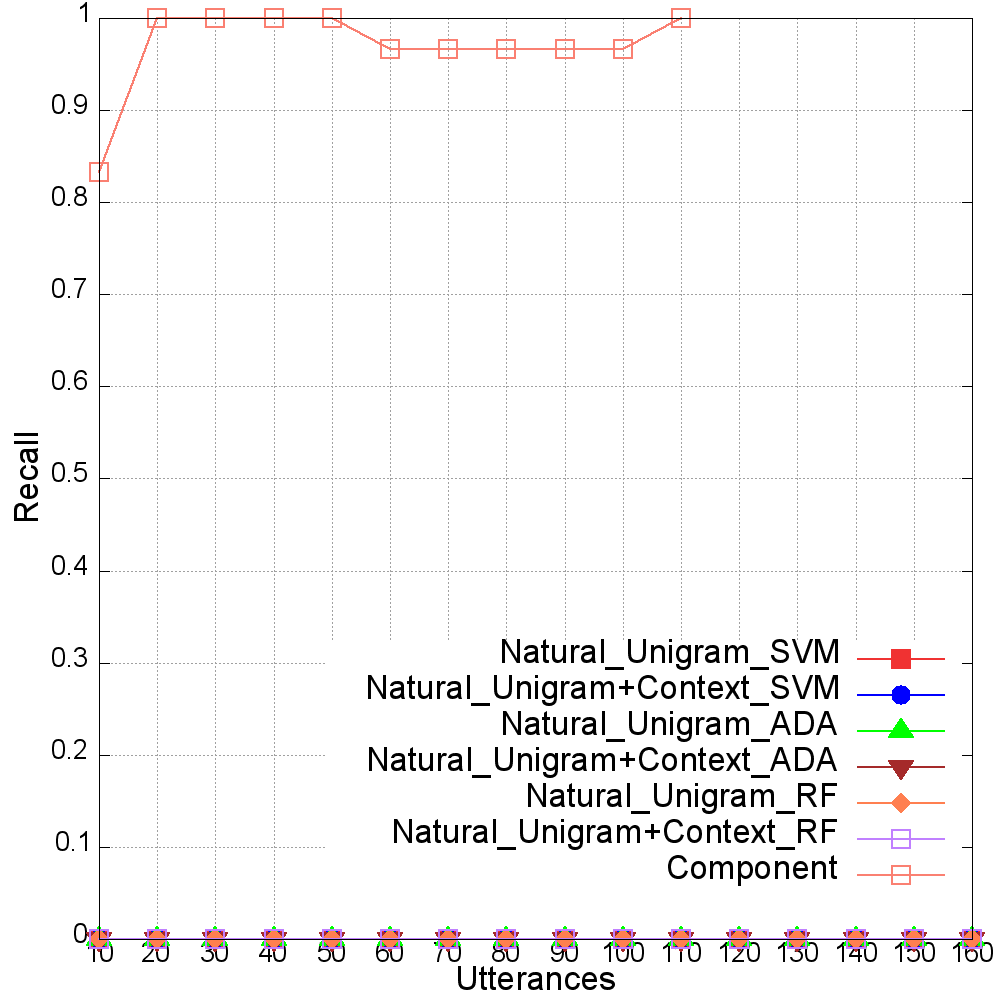 1
0.9
0.8
0.7
0.6
0.5
0.4
0.3
0.2
0.1
0
Recall
Natural_Unigram_SVM
Natural_Unigram+Context_SVM
Natural_Unigram_ADA
Natural_Unigram+Context_ADA
Natural_Unigram_RF
Natural_Unigram+Context_RF
Component
10 20 30 40 50 60 70 80 90 100 110 120 130 140 150 160
Utterances